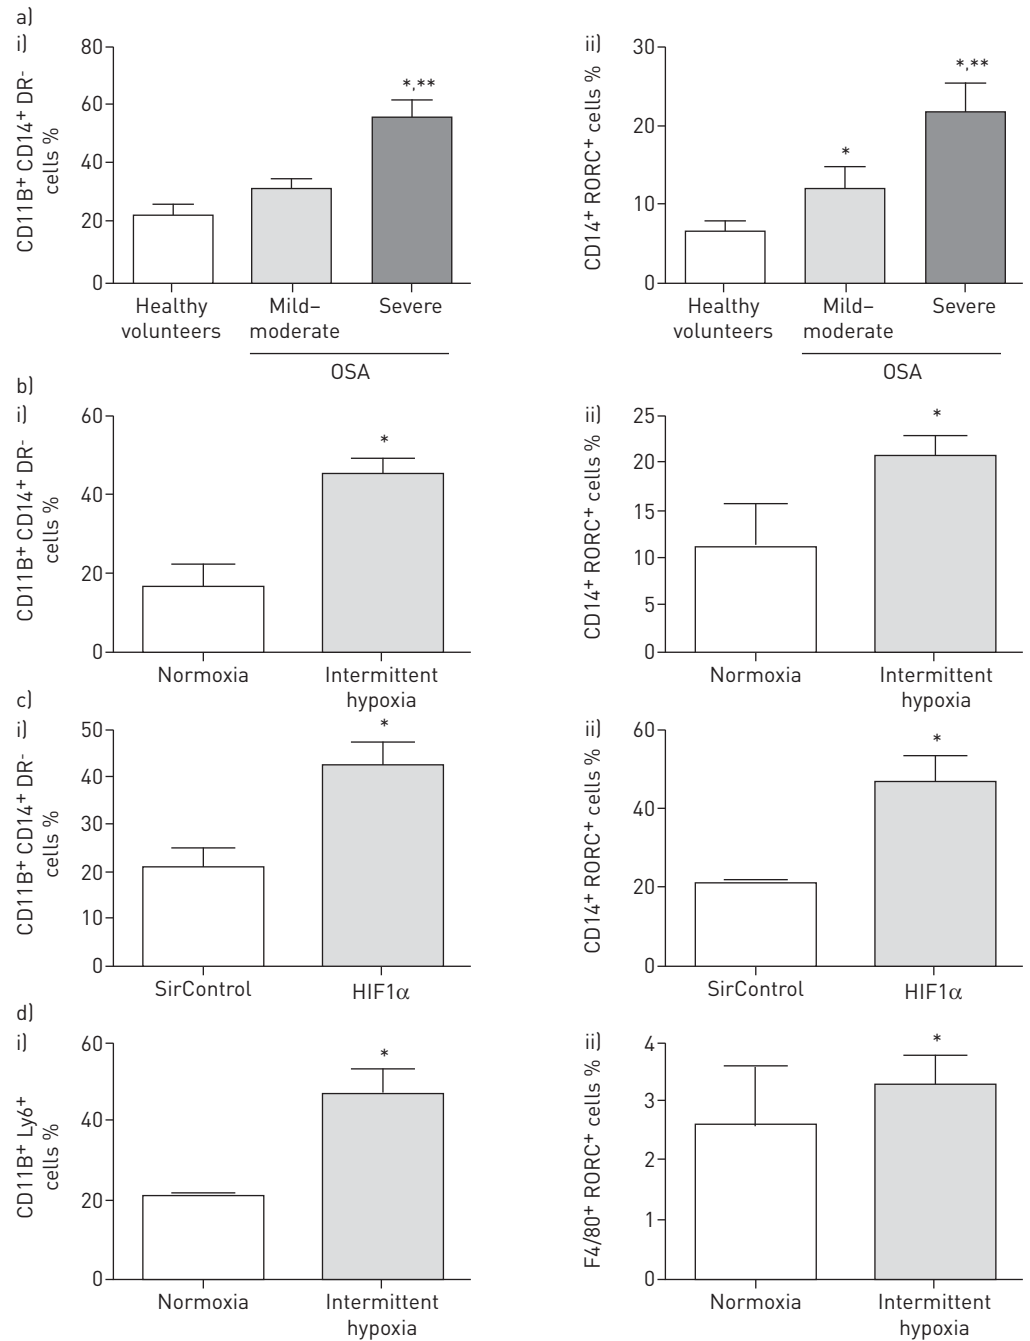 a)
i)
CD11B+ CD14+ DR-
cells %
80
60
40
20
0
*,**
Healthy
volunteers
Mild–
moderate
Severe
OSA
ii)
CD14+ RORC+ cells %
30
20
10
0
*
*,**
Healthy
volunteers
Mild–
moderate
Severe
OSA
b)
i)
CD11B+ CD14+ DR-
cells %
60
40
20
0
*
Normoxia
Intermittent
hypoxia
ii)
CD14+ RORC+ cells %
25
20
15
10
5
0
*
Normoxia
Intermittent
hypoxia
c)
i)
CD11B+ CD14+ DR-
cells %
50
40
30
20
10
0
*
SirControl
HIF1α
ii)
CD14+ RORC+ cells %
60
40
20
0
*
SirControl
HIF1α
d)
i)
CD11B+ Ly6+
cells %
60
40
20
0
*
Normoxia
Intermittent
hypoxia
ii)
F4/80+ RORC+ cells %
4
3
2
1
0
*
Normoxia
Intermittent
hypoxia